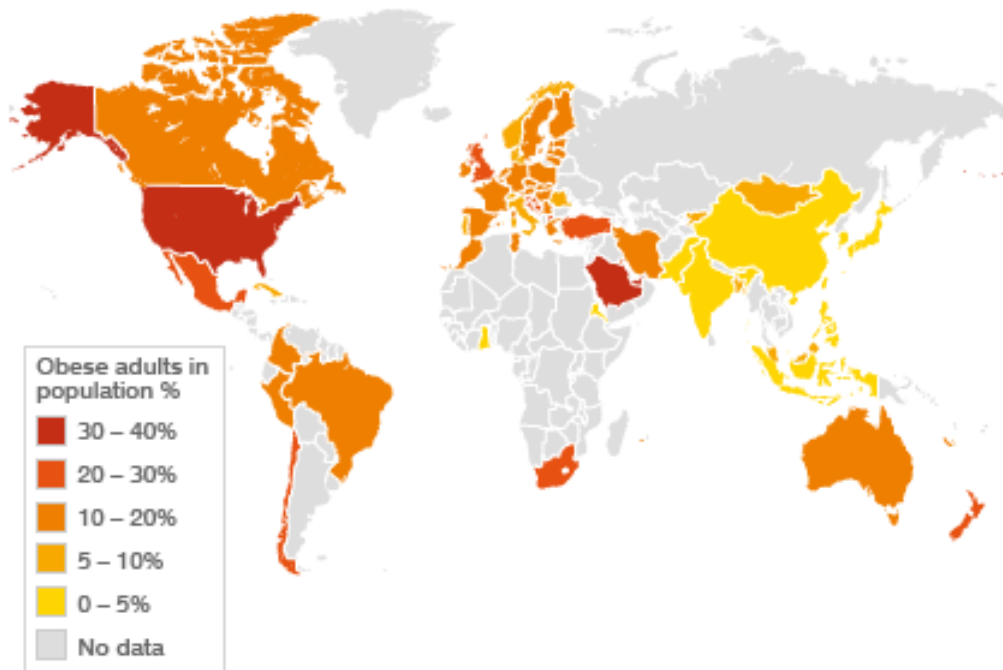 Obese adults in
population %
30 – 40%
20 – 30%
10 – 20%
5 – 10%
0 – 5%
No data